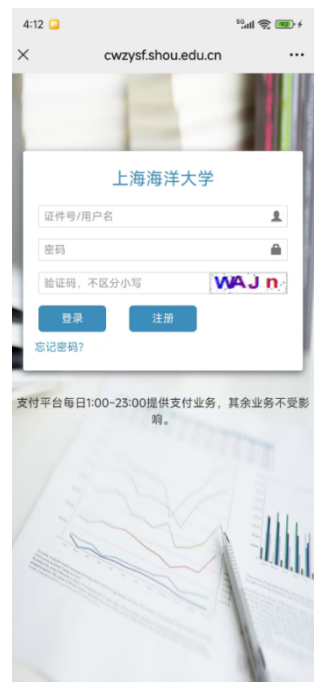 4:12
5G
92
cwzysf.shou.edu.cn
上海海洋大学
证件号/用户名
密码
验证码，不区分小写
WAJn
登录
注册
忘记密码?
支付平台每日1:00~23:00提供支付业务，其余业务不受影
响。